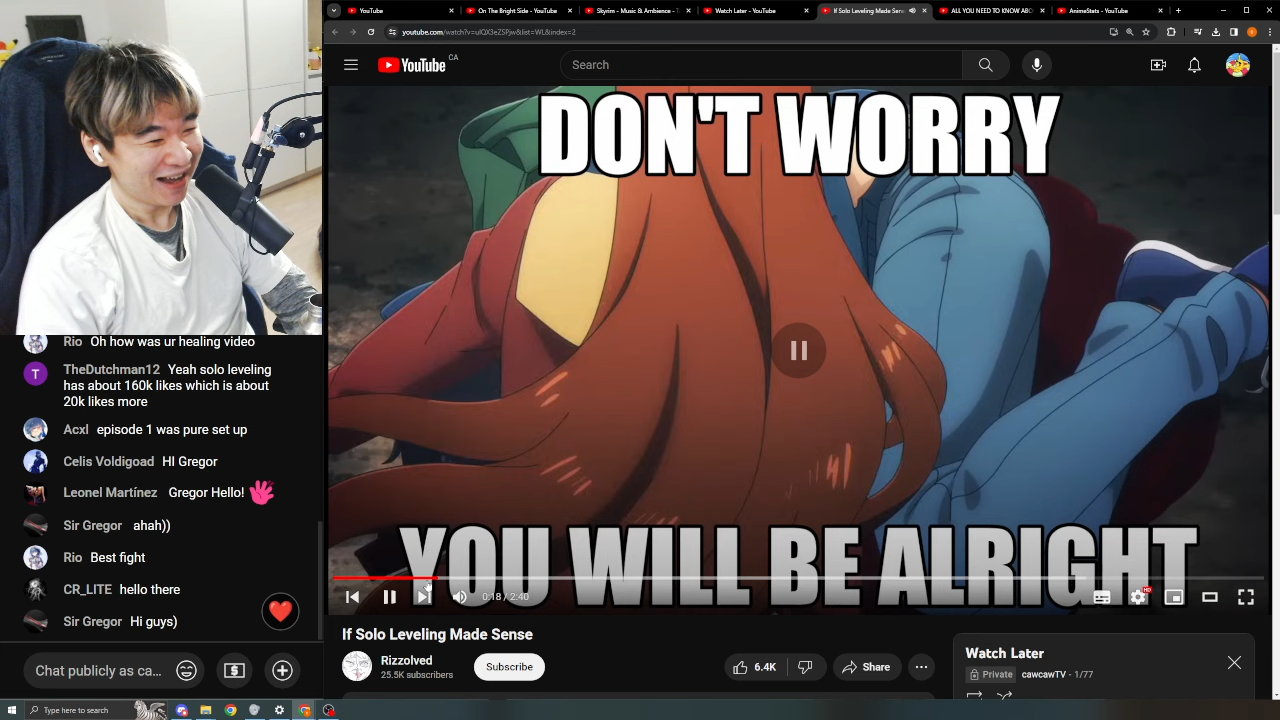 YouTube
On The Bright Side - YouTube
Skyrim - Music & Ambience -
Watch Later - YouTube
If Solo Leveling Made Sens
ALL YOU NEED TO KNOW ABO
AnimeStats - YouTube
youtube.com/watch?v=ulQX3eZSPjw&list=WL&index=2
YouTube CA
Search
DON'T WORRY
YOU WILL BE ALRIGHT
0:18 / 2:40
HD
If Solo Leveling Made Sense
Rizzolved
25.5K subscribers
Subscribe
6.4K
Share
Watch Later
Private cawcawTV - 1/77
Rio Oh how was ur healing video
T
TheDutchman12 Yeah solo leveling
has about 160k likes which is about
20k likes more
Acxl episode 1 was pure set up
Celis Voldigoad HI Gregor
Leonel Martínez Gregor Hello!
Sir Gregor ahah))
Rio Best fight
CR_LITE hello there
Sir Gregor Hi guys)
Chat publicly as ca...
Type here to search